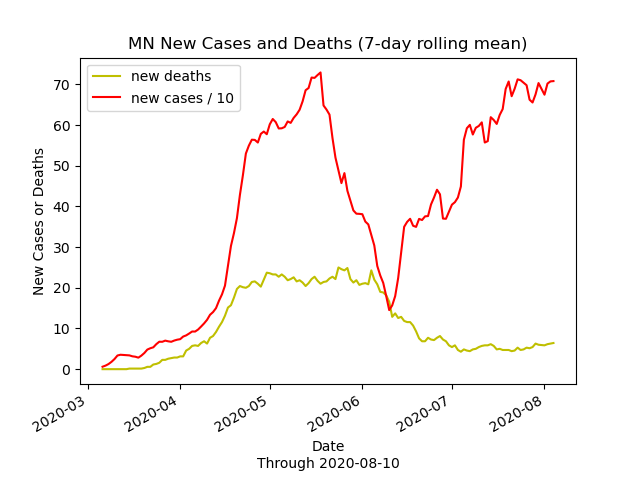 MN New Cases and Deaths (7-day rolling mean)
new deaths
new cases / 10
70
60
50
40
30
20
10
0
New Cases or Deaths
2020-03
2020-04
2020-05
2020-06
2020-07
2020-08
Date
Through 2020-08-10